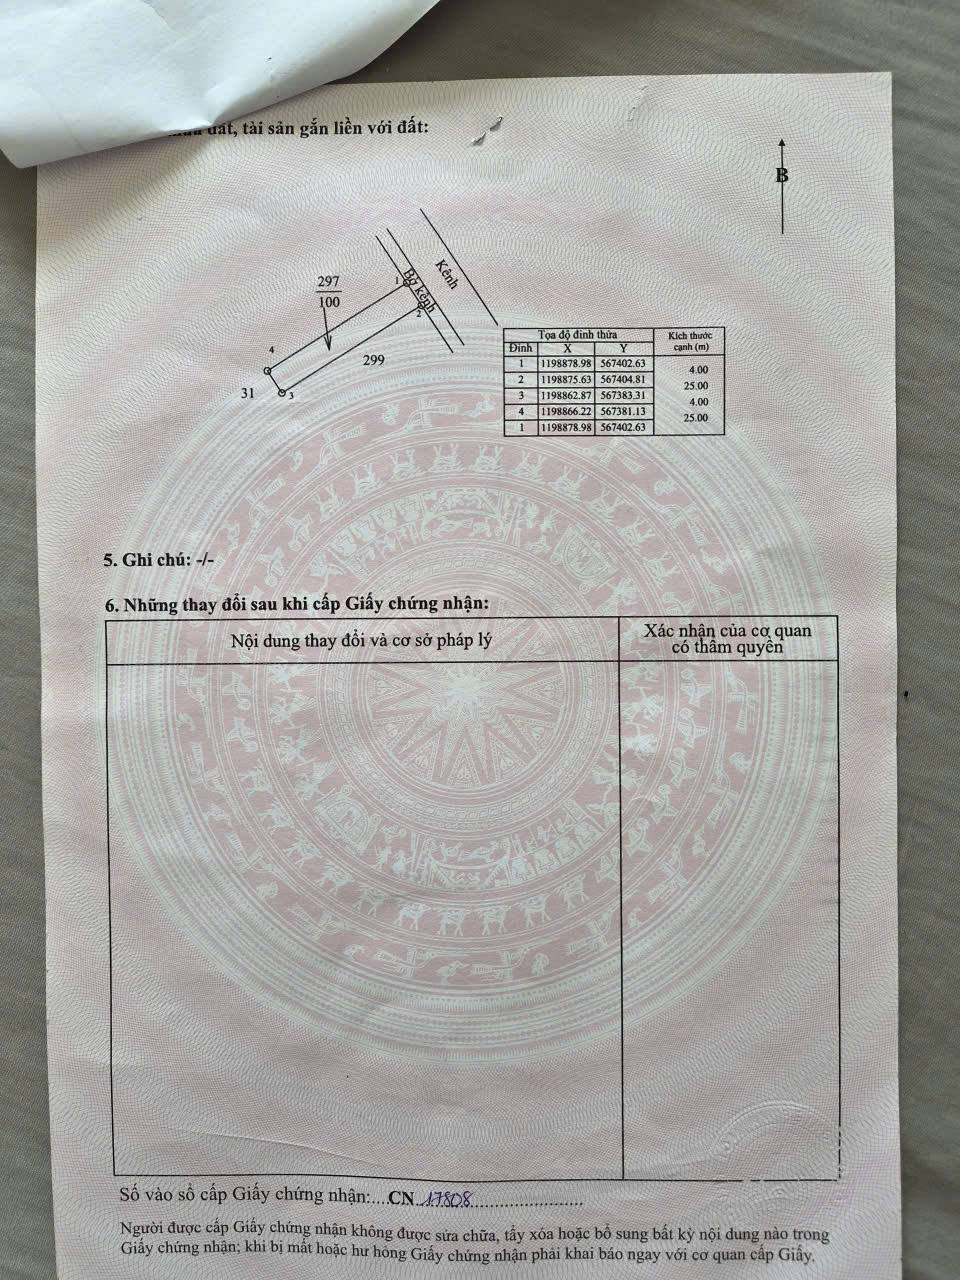 đất, tài sản gắn liền với đất:
B
Kênh
Bờ kênh
1
2
297
100
4
299
31
3
Tọa độ đỉnh thửa Kích thước
Đỉnh X Y cạnh (m)
1 1198878.98 567402.63
4.00
2 1198875.63 567404.81
25.00
3 1198862.87 567383.31
4.00
4 1198866.22 567381.13
25.00
1 1198878.98 567402.63
5. Ghi chú: -/-
6. Những thay đổi sau khi cấp Giấy chứng nhận:
Nội dung thay đổi và cơ sở pháp lý
Xác nhận của cơ quan
có thẩm quyền
Số vào sổ cấp Giấy chứng nhận:....CN 17808
Người được cấp Giấy chứng nhận không được sửa chữa, tẩy xóa hoặc bổ sung bất kỳ nội dung nào trong
Giấy chứng nhận; khi bị mất hoặc hư hỏng Giấy chứng nhận phải khai báo ngay với cơ quan cấp Giấy.